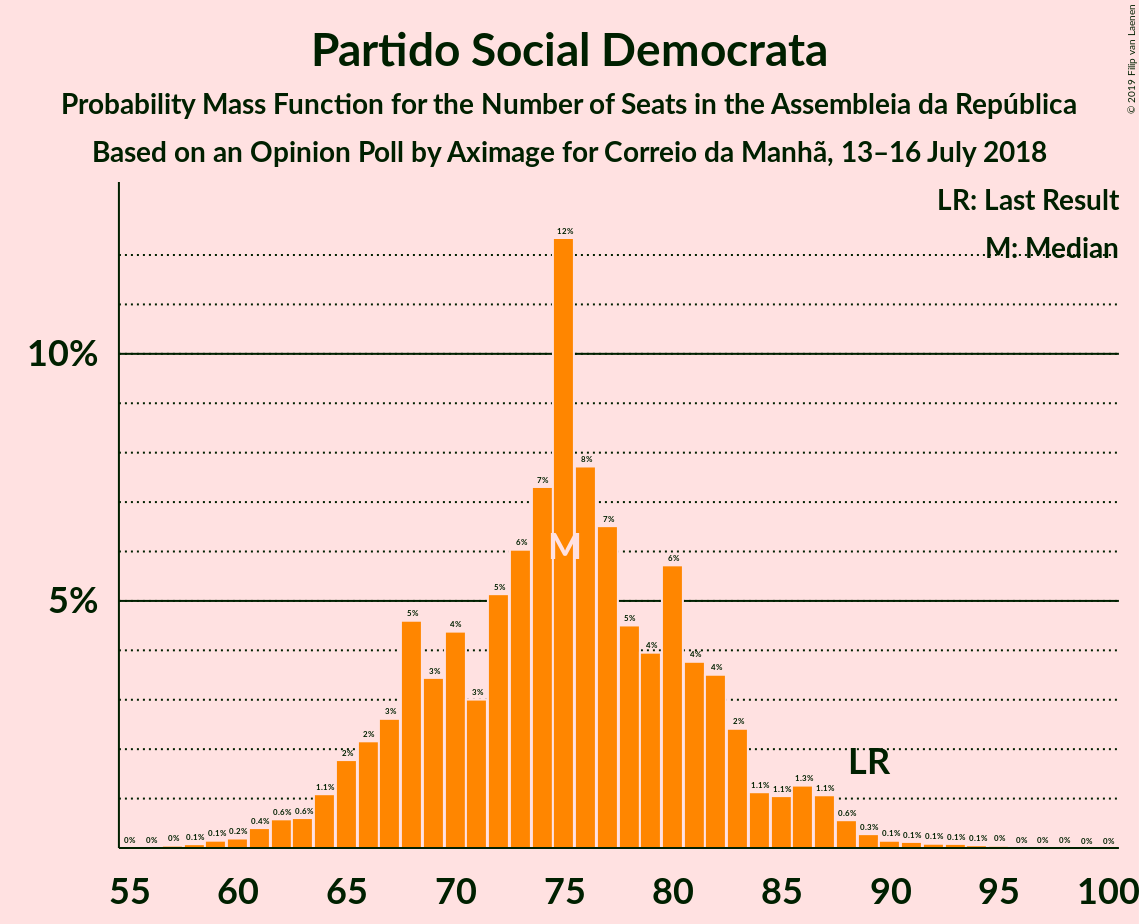 Partido Social Democrata
Probability Mass Function for the Number of Seats in the Assembleia da República
Based on an Opinion Poll by Aximage for Correio da Manhã, 13–16 July 2018
© 2019 Filip van Laenen
LR: Last Result
M: Median
10%
5%
0% 0% 0% 0.1% 0.1% 0.2% 0.4% 0.6% 0.6% 1.1% 2% 2% 3% 5% 3% 4% 3% 5% 6% 7% 12% 8% 7% 5% 4% 6% 4% 4% 2% 1.1% 1.1% 1.3% 1.1% 0.6% 0.3% 0.1% 0.1% 0.1% 0.1% 0.1% 0% 0% 0% 0% 0% 0%
M
LR
55 60 65 70 75 80 85 90 95 100